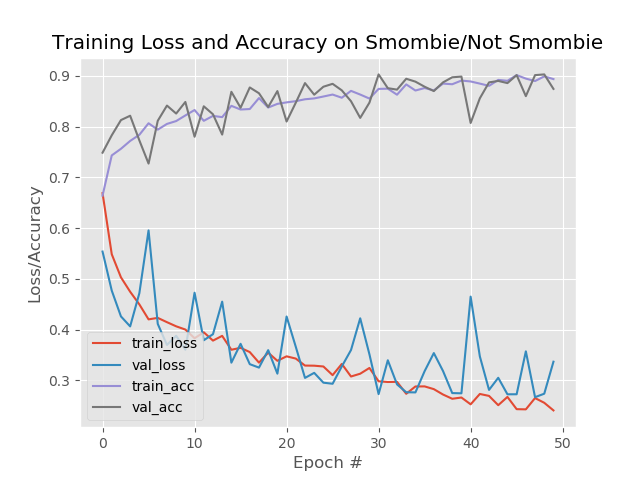 Training Loss and Accuracy on Smombie/Not Smombie
Loss/Accuracy
0.9
0.8
0.7
0.6
0.5
0.4
0.3
train_loss
val_loss
train_acc
val_acc
0 10 20 30 40 50
Epoch #